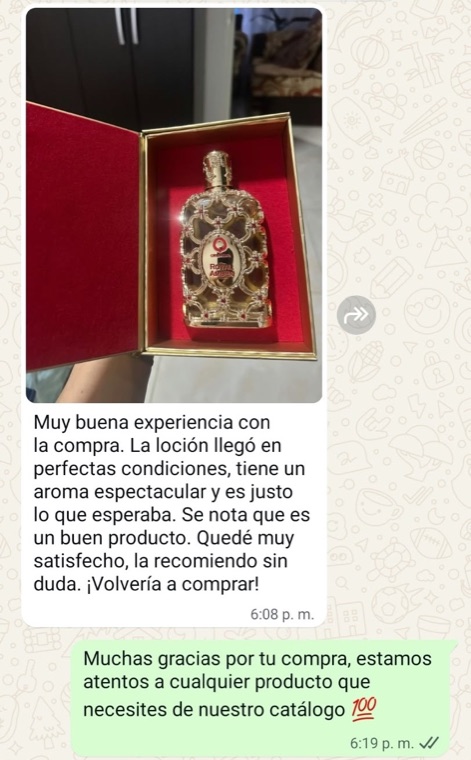 Muy buena experiencia con
la compra. La loción llegó en
perfectas condiciones, tiene un
aroma espectacular y es justo
lo que esperaba. Se nota que es
un buen producto. Quedé muy
satisfecho, la recomiendo sin
duda. ¡Volvería a comprar!
6:08 p. m.
Muchas gracias por tu compra, estamos
atentos a cualquier producto que
necesites de nuestro catálogo 💯
6:19 p. m.